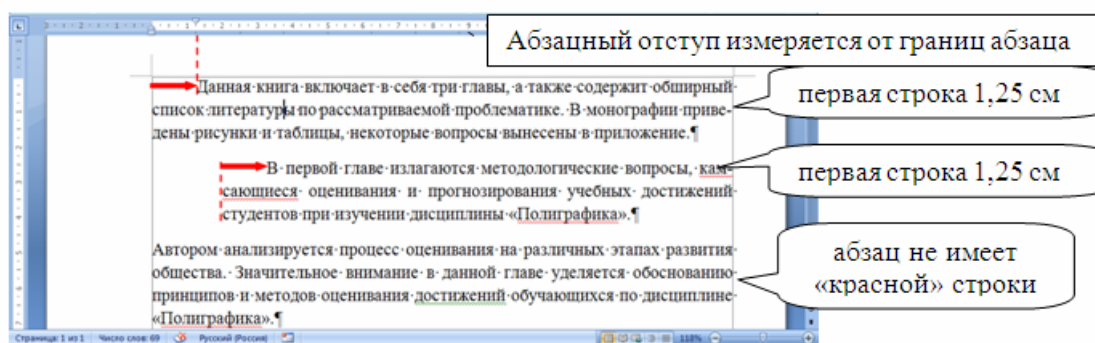 Абзацный отступ измеряется от границ абзаца
Данная книга включает в себя три главы, а также содержит обширный
список литературы по рассматриваемой проблематике. В монографии приве-
дены рисунки и таблицы, некоторые вопросы вынесены в приложение.¶
первая строка 1,25 см
В первой главе излагаются методологические вопросы, ка-
сающиеся оценивания и прогнозирования учебных достижений
студентов при изучении дисциплины «Полиграфика».¶
первая строка 1,25 см
Автором анализируется процесс оценивания на различных этапах развития
общества. Значительное внимание в данной главе уделяется обоснованию
принципов и методов оценивания достижений обучающихся по дисциплине
«Полиграфика».¶
абзац не имеет
«красной» строки
Страница: 1 из 1 Число слов: 69 Русский (Россия) 118%